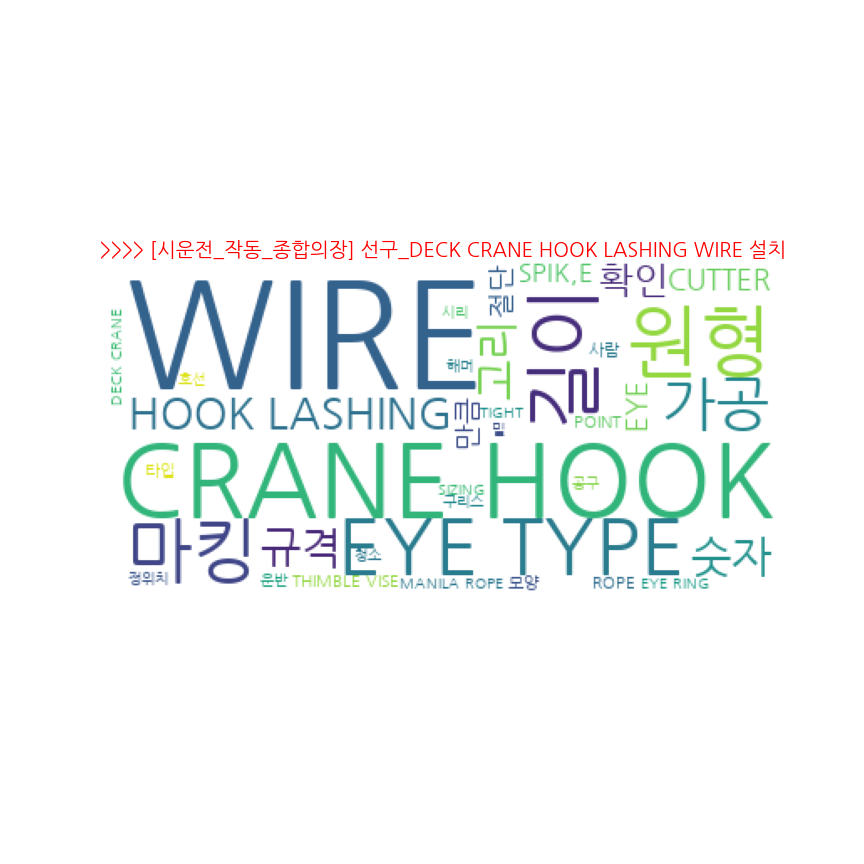 >>>> [시운전_작동_종합의장] 선구_DECK CRANE HOOK LASHING WIRE 설치
WIRE
시리
절단
SPIK,E
확인
CUTTER
DECK CRANE
호선
해머
고리
길이
사람
원형
HOOK LASHING
만큼
TIGHT
및
POINT
EYE
가공
CRANE HOOK
타입
SIZING
구리스
공구
마킹
규격
EYE TYPE
청소
숫자
정위치
운반
THIMBLE VISE
MANILA ROPE
모양
ROPE
EYE RING